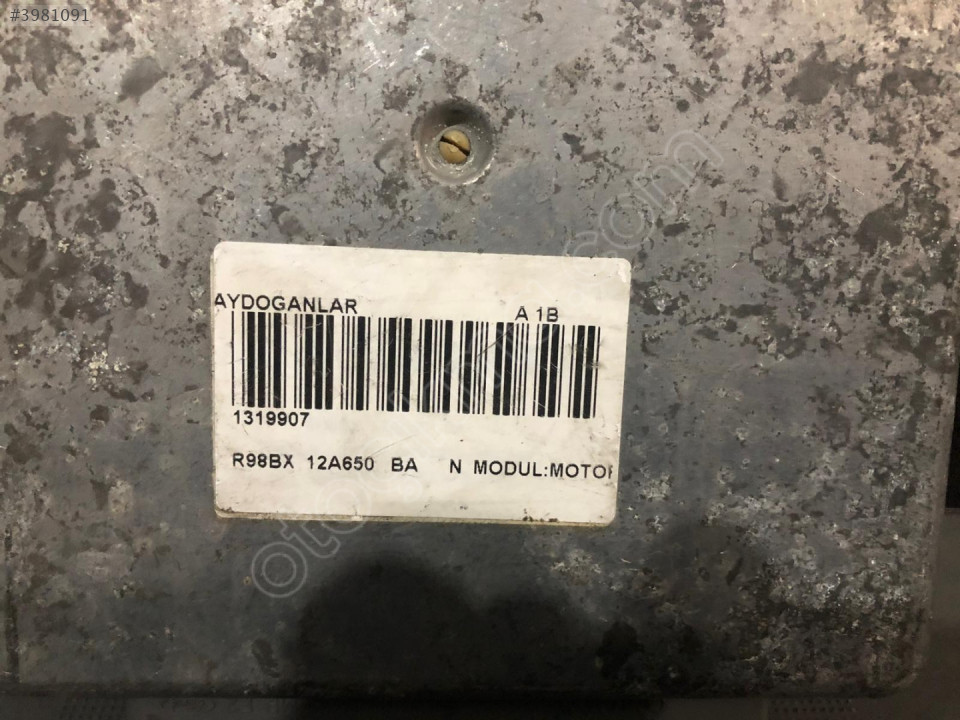 #3981091
AYDOGANLAR A 1B
1319907
R98BX 12A650 BA N MODUL:MOTOR